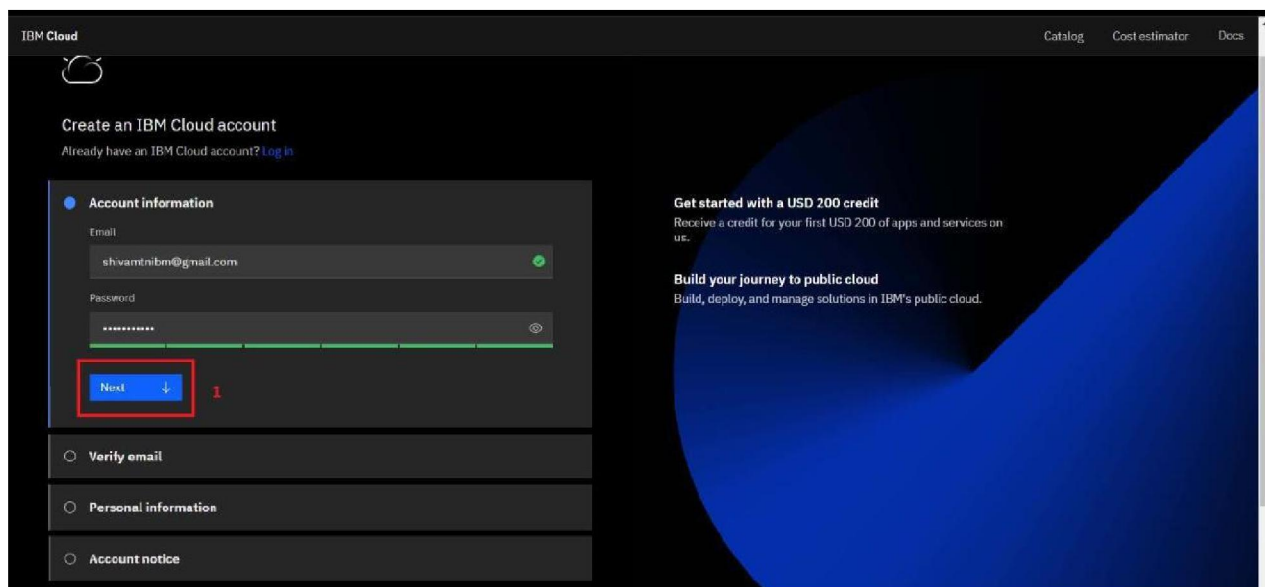 IBM Cloud
Catalog Cost estimator Docs
Create an IBM Cloud account
Already have an IBM Cloud account? Log in
Account information
Email
shivamtnibm@gmail.com
Password
•••••••••••
Next
1
Verify email
Personal information
Account notice
Get started with a USD 200 credit
Receive a credit for your first USD 200 of apps and services on
us.
Build your journey to public cloud
Build, deploy, and manage solutions in IBM's public cloud.